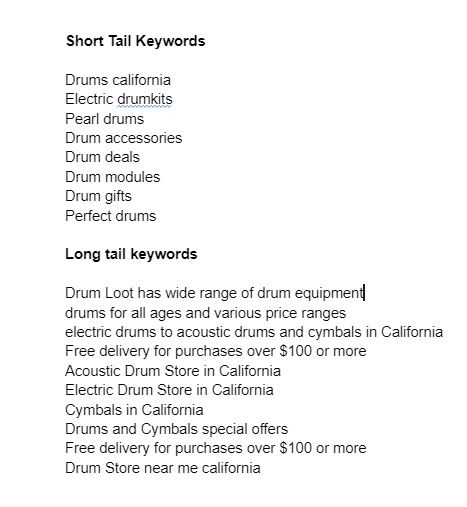 Short Tail Keywords
Drums california
Electric drumkits
Pearl drums
Drum accessories
Drum deals
Drum modules
Drum gifts
Perfect drums
Long tail keywords
Drum Loot has wide range of drum equipment
drums for all ages and various price ranges
electric drums to acoustic drums and cymbals in California
Free delivery for purchases over $100 or more
Acoustic Drum Store in California
Electric Drum Store in California
Cymbals in California
Drums and Cymbals special offers
Free delivery for purchases over $100 or more
Drum Store near me california